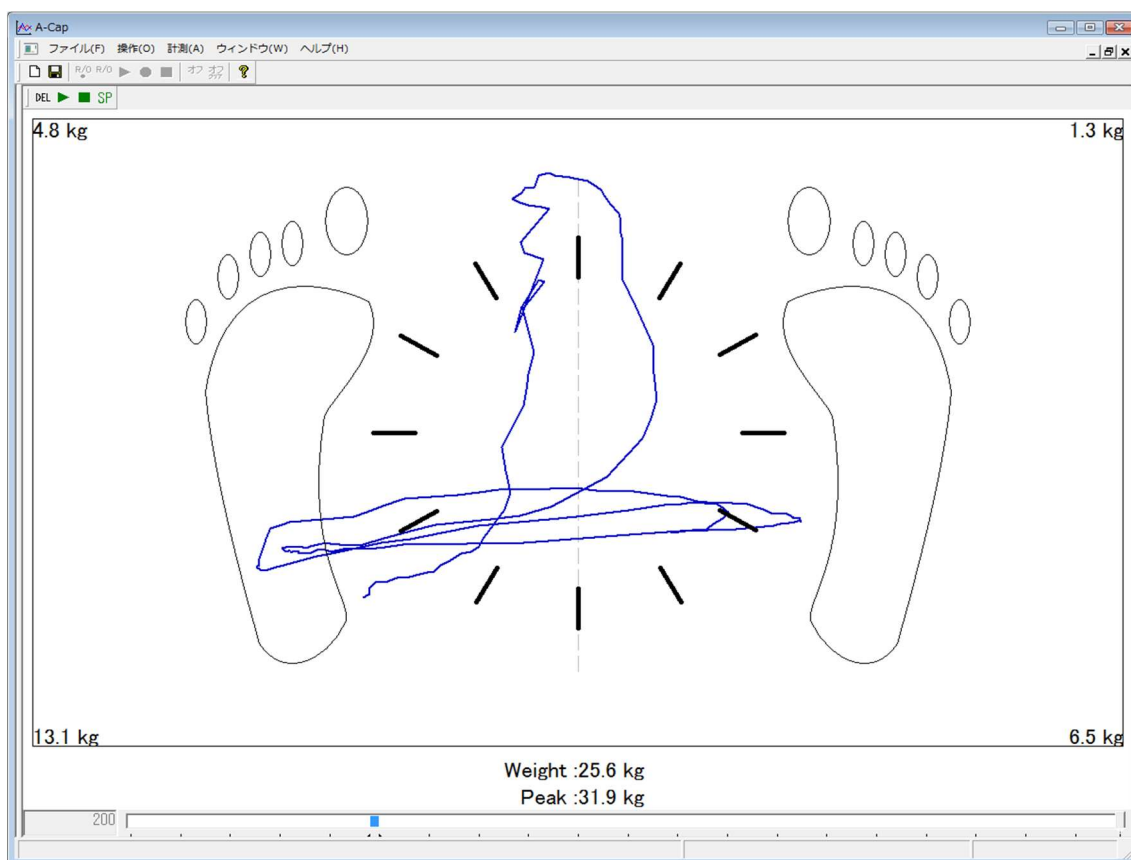 A-Cap
ファイル(F) 操作(O) 計測(A) ウィンドウ(W) ヘルプ(H)
R/O R/O オフ オフ
DEL SP
4.8 kg 1.3 kg
13.1 kg 6.5 kg
Weight :25.6 kg
Peak :31.9 kg
200